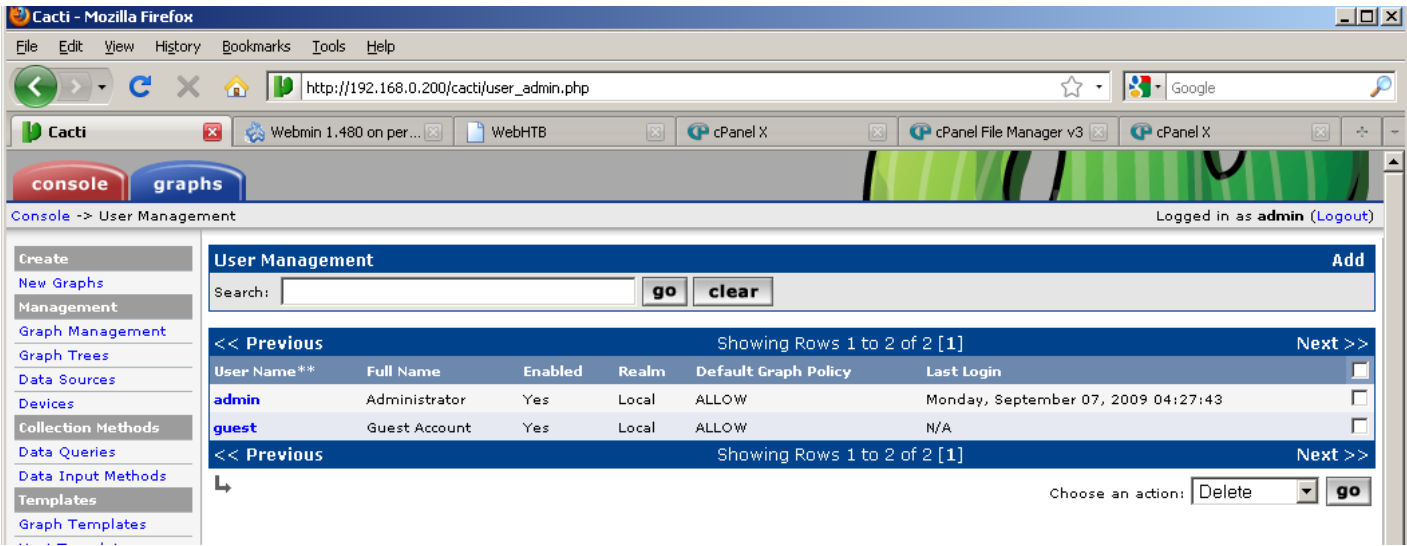 Cacti - Mozilla Firefox
File Edit View History Bookmarks Tools Help
http://192.168.0.200/cacti/user_admin.php Google
Cacti Webmin 1.480 on per... WebHTB cPanel X cPanel File Manager v3 cPanel X
console graphs
Console -> User Management Logged in as admin (Logout)
Create
New Graphs
Management
Graph Management
Graph Trees
Data Sources
Devices
Collection Methods
Data Queries
Data Input Methods
Templates
Graph Templates
User Management Add
Search: go clear
<< Previous Showing Rows 1 to 2 of 2 [1] Next >>
User Name** Full Name Enabled Realm Default Graph Policy Last Login
admin Administrator Yes Local ALLOW Monday, September 07, 2009 04:27:43
guest Guest Account Yes Local ALLOW N/A
<< Previous Showing Rows 1 to 2 of 2 [1] Next >>
Choose an action: Delete go